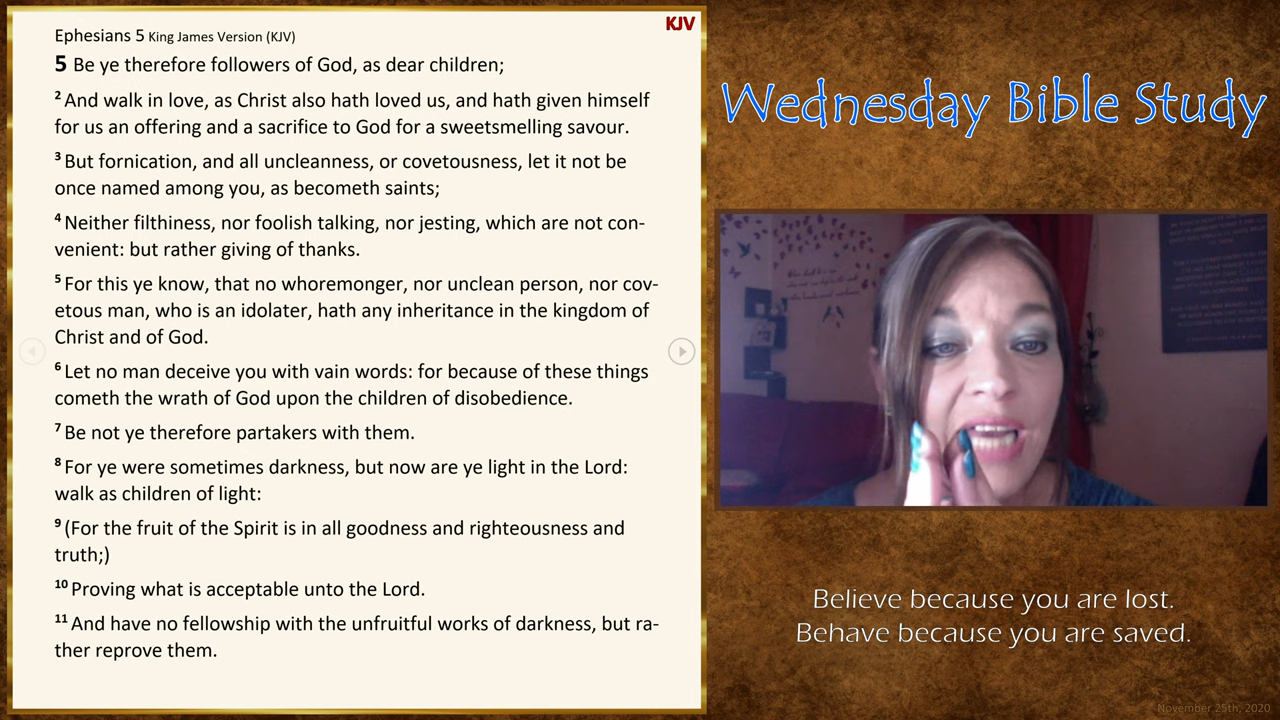 KJV
Ephesians 5 King James Version (KJV)
5 Be ye therefore followers of God, as dear children;
2 And walk in love, as Christ also hath loved us, and hath given himself
for us an offering and a sacrifice to God for a sweetsmelling savour.
3 But fornication, and all uncleanness, or covetousness, let it not be
once named among you, as becometh saints;
4 Neither filthiness, nor foolish talking, nor jesting, which are not con-
venient: but rather giving of thanks.
5 For this ye know, that no whoremonger, nor unclean person, nor cov-
etous man, who is an idolater, hath any inheritance in the kingdom of
Christ and of God.
6 Let no man deceive you with vain words: for because of these things
cometh the wrath of God upon the children of disobedience.
7 Be not ye therefore partakers with them.
8 For ye were sometimes darkness, but now are ye light in the Lord:
walk as children of light:
9 (For the fruit of the Spirit is in all goodness and righteousness and
truth;)
10 Proving what is acceptable unto the Lord.
11 And have no fellowship with the unfruitful works of darkness, but ra-
ther reprove them.
Wednesday Bible Study
Believe because you are lost.
Behave because you are saved.
November 25th, 2020